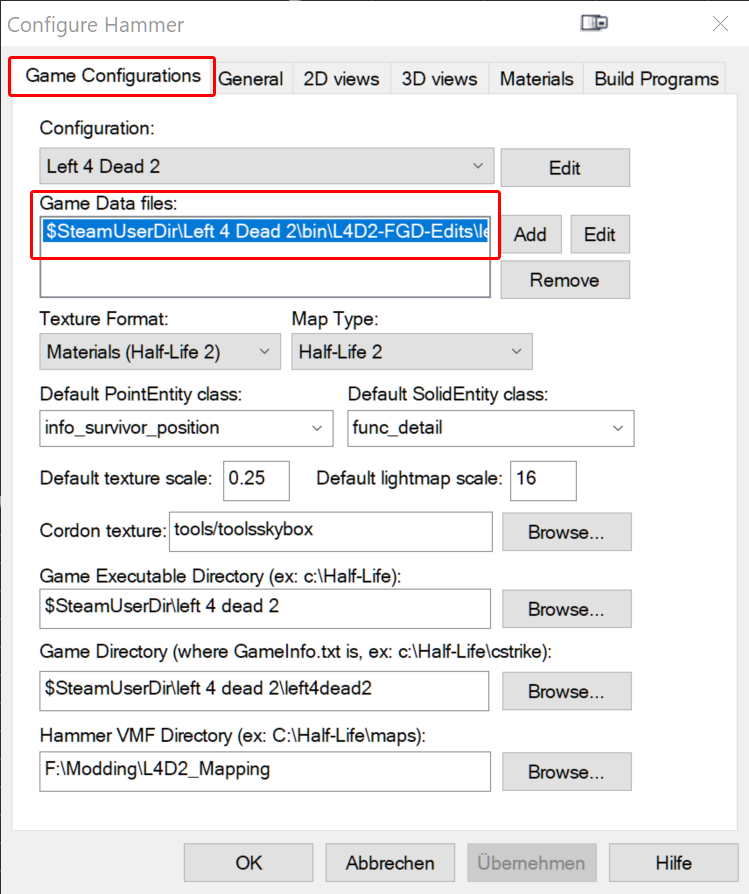 Configure Hammer
Game Configurations General 2D views 3D views Materials Build Programs
Configuration:
Left 4 Dead 2 Edit
Game Data files:
$SteamUserDir\Left 4 Dead 2\bin\L4D2-FGD-Edits\le Add Edit
Remove
Texture Format: Map Type:
Materials (Half-Life 2) Half-Life 2
Default PointEntity class: Default SolidEntity class:
info_survivor_position func_detail
Default texture scale: 0.25 Default lightmap scale: 16
Cordon texture: tools/toolsskybox Browse...
Game Executable Directory (ex: c:\Half-Life):
$SteamUserDir\left 4 dead 2 Browse...
Game Directory (where GameInfo.txt is, ex: c:\Half-Life\cstrike):
$SteamUserDir\left 4 dead 2\left4dead2 Browse...
Hammer VMF Directory (ex: C:\Half-Life\maps):
F:\Modding\L4D2_Mapping Browse...
OK Abbrechen Übernehmen Hilfe